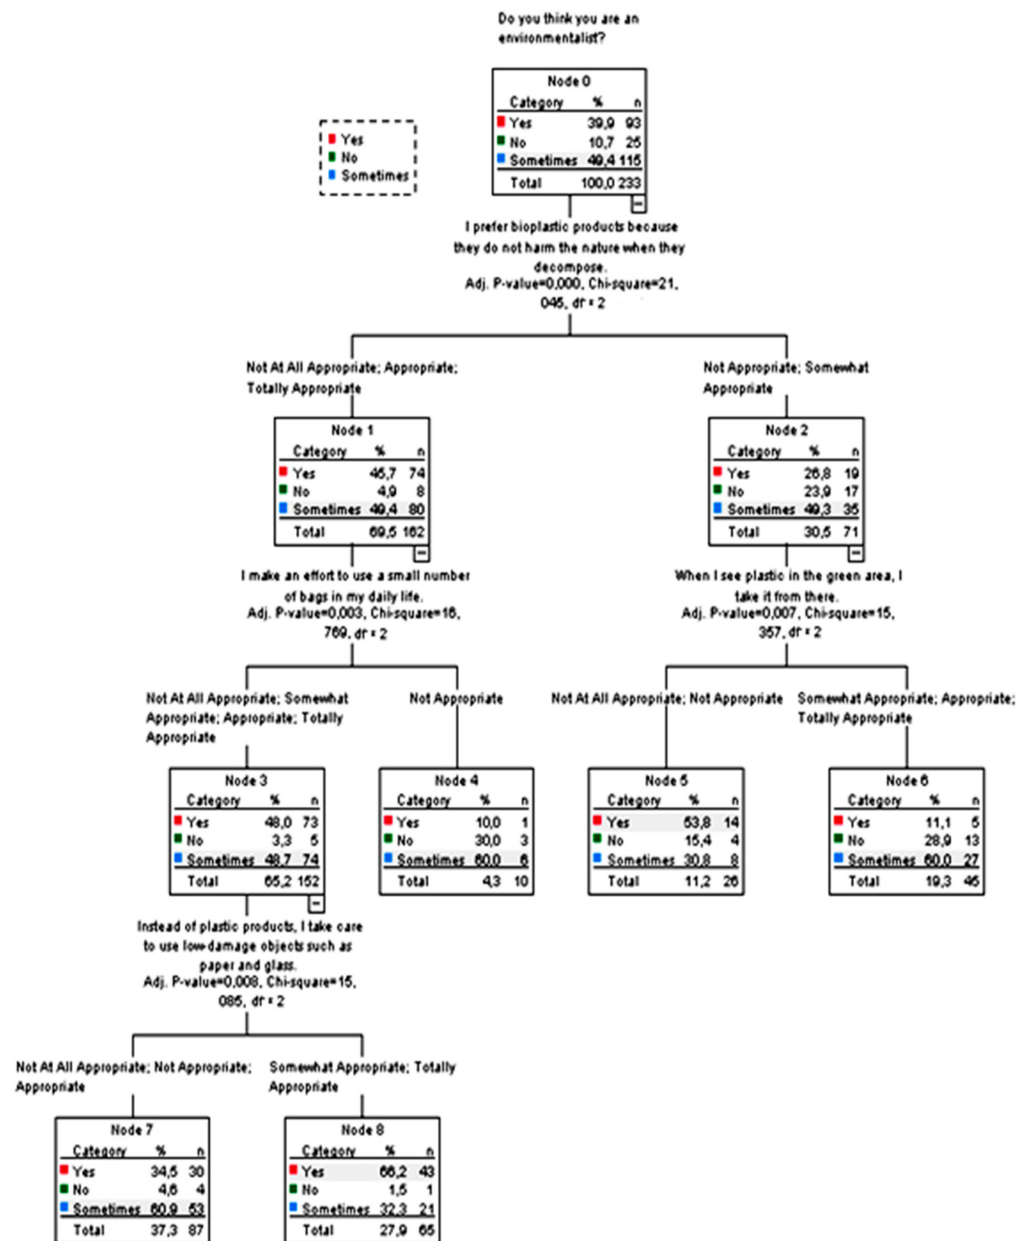 Do you think you are an
environmentalist?
Node 0
Category % n
Yes 39,9 93
No 10,7 25
Sometimes 49,4 115
Total 100,0 233
Yes
No
Sometimes
I prefer bioplastic products because
they do not harm the nature when they
decompose.
Adj. P-value=0,000, Chi-square=21,
045, df = 2
Not At All Appropriate; Appropriate;
Totally Appropriate
Not Appropriate; Somewhat
Appropriate
Node 1
Category % n
Yes 45,7 74
No 4,9 8
Sometimes 49,4 80
Total 69,5 162
Node 2
Category % n
Yes 26,8 19
No 23,9 17
Sometimes 49,3 35
Total 30,5 71
I make an effort to use a small number
of bags in my daily life.
Adj. P-value=0,003, Chi-square=16,
769, df = 2
When I see plastic in the green area, I
take it from there.
Adj. P-value=0,007, Chi-square=15,
357, df = 2
Not At All Appropriate; Somewhat
Appropriate; Appropriate; Totally
Appropriate
Not Appropriate
Not At All Appropriate; Not Appropriate
Somewhat Appropriate; Appropriate;
Totally Appropriate
Node 3
Category % n
Yes 48,0 73
No 3,3 5
Sometimes 48,7 74
Total 65,2 152
Node 4
Category % n
Yes 10,0 1
No 30,0 3
Sometimes 60,0 6
Total 4,3 10
Node 5
Category % n
Yes 53,8 14
No 15,4 4
Sometimes 30,8 8
Total 11,2 26
Node 6
Category % n
Yes 11,1 5
No 28,9 13
Sometimes 60,0 27
Total 19,3 45
Instead of plastic products, I take care
to use low-damage objects such as
paper and glass.
Adj. P-value=0,008, Chi-square=15,
085, df = 2
Not At All Appropriate; Not Appropriate;
Appropriate
Somewhat Appropriate; Totally
Appropriate
Node 7
Category % n
Yes 34,5 30
No 4,6 4
Sometimes 60,9 53
Total 37,3 87
Node 8
Category % n
Yes 66,2 43
No 1,5 1
Sometimes 32,3 21
Total 27,9 65